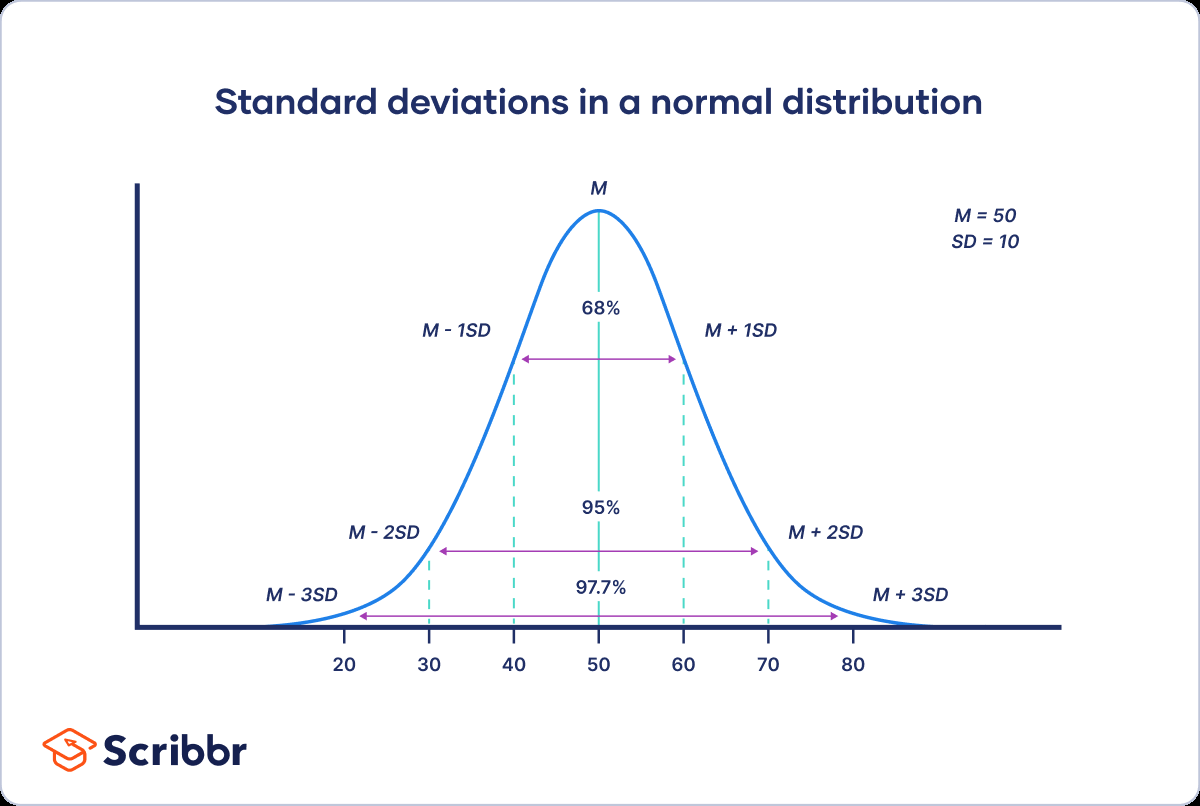 Standard deviations in a normal distribution
M
M = 50
SD = 10
68%
M - 1SD
M + 1SD
95%
M - 2SD
M + 2SD
97.7%
M - 3SD
M + 3SD
20 30 40 50 60 70 80
Scribbr